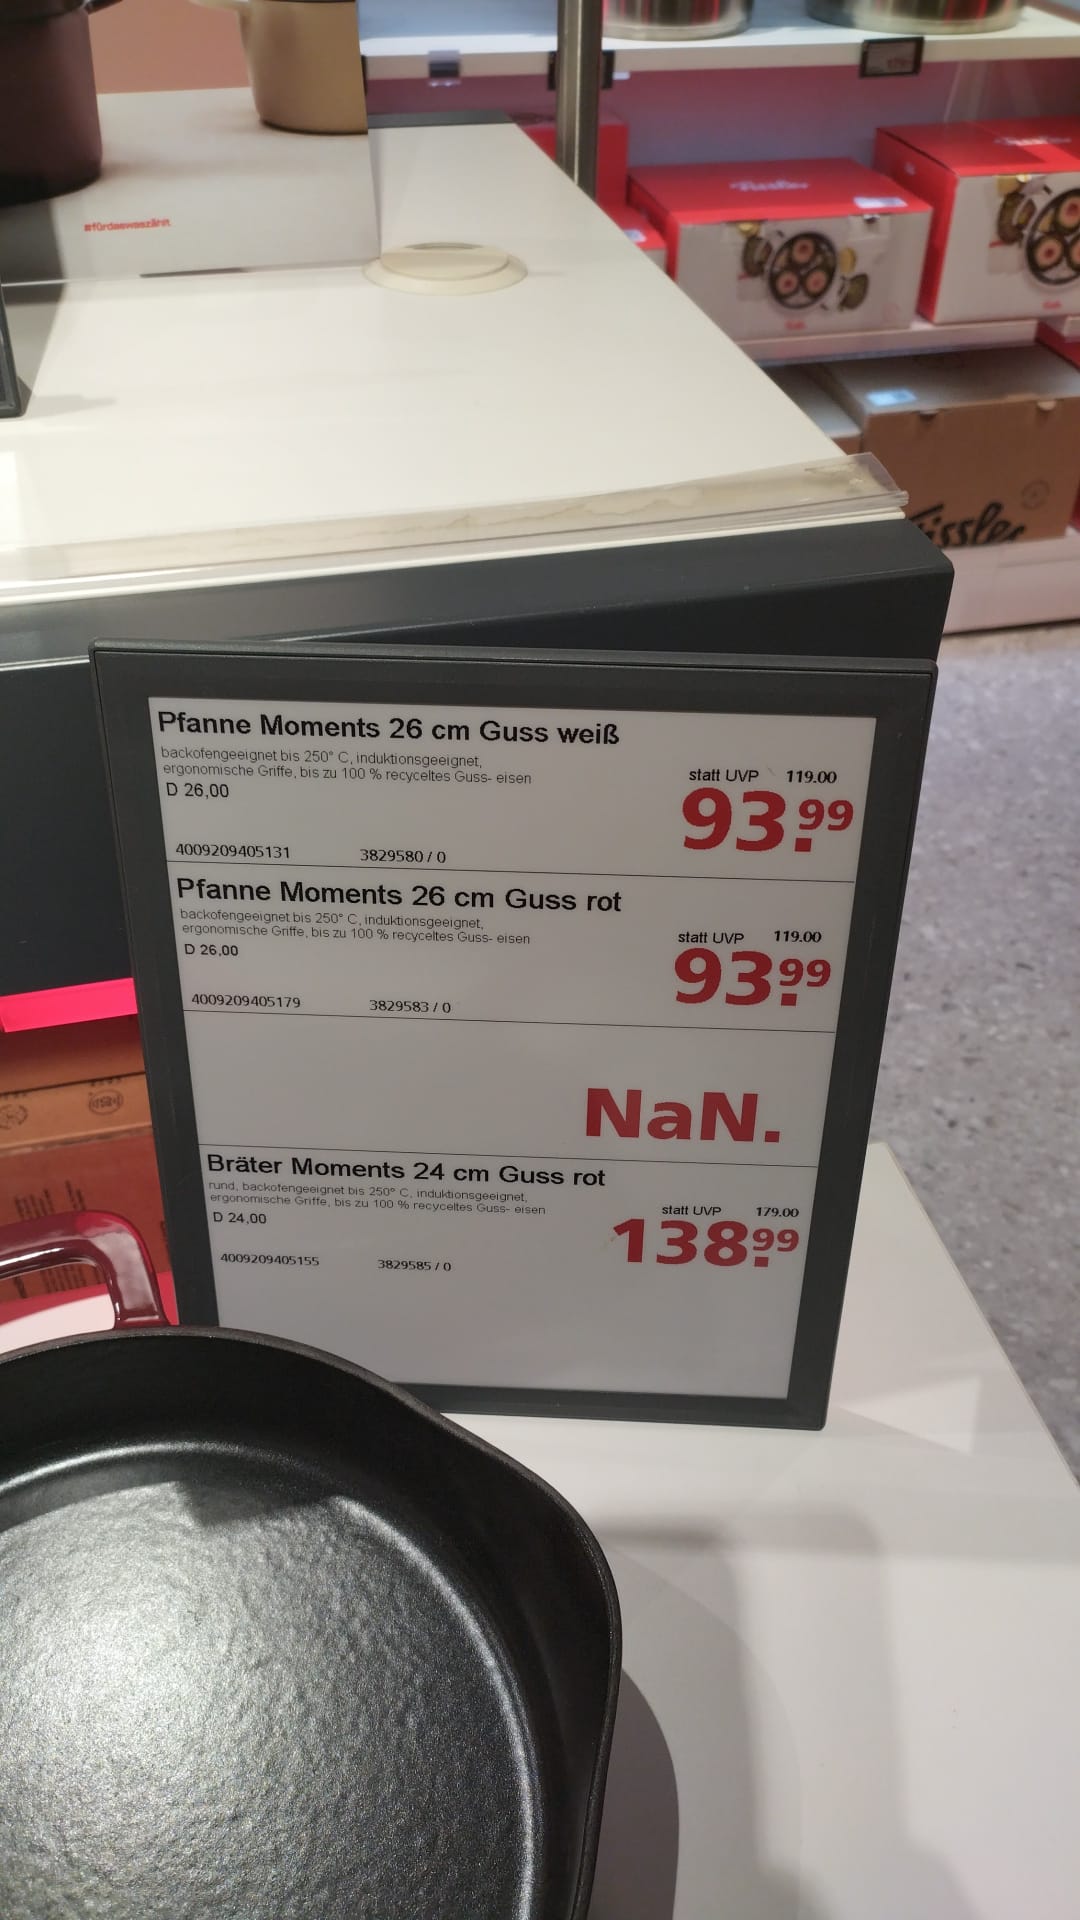 #fürdaswaszählt
Fissler
Fissler
Pfanne Moments 26 cm Guss weiß
backofengeeignet bis 250° C, induktionsgeeignet,
ergonomische Griffe, bis zu 100 % recyceltes Guss- eisen
D 26,00
statt UVP 119.00
93.99
4009209405131 3829580 / 0
Pfanne Moments 26 cm Guss rot
backofengeeignet bis 250° C, induktionsgeeignet,
ergonomische Griffe, bis zu 100 % recyceltes Guss- eisen
D 26,00
statt UVP 119.00
93.99
4009209405179 3829583 / 0
NaN.
Bräter Moments 24 cm Guss rot
rund, backofengeeignet bis 250° C, induktionsgeeignet,
ergonomische Griffe, bis zu 100 % recyceltes Guss- eisen
D 24,00
statt UVP 179.00
138.99
4009209405155 3829585 / 0